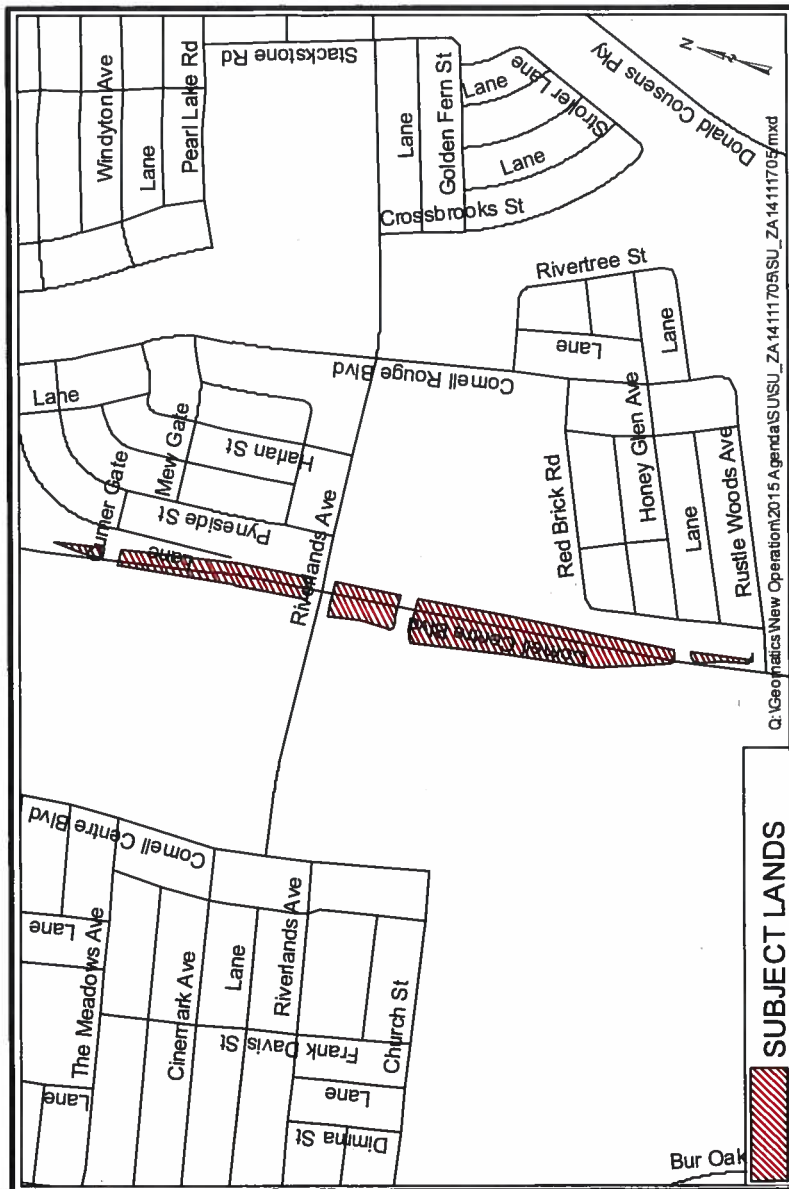 Windyton Ave
Lane
Pearl Lake Rd
Stackstone Rd
Lane
Golden Fern St
Lane
Stroller Lane
Lane
Crossbrooks St
Donald Cousens Pky
N
Rivertree St
Lane
Lane
Cornell Rouge Blvd
Lane
Mew Gate
Harlan St
Gate
Pyneside St
Lane
Riverlands Ave
Red Brick Rd
Honey Glen Ave
Lane
Rustle Woods Ave
Cornell Centre Blvd
Cornell Centre Blvd
Lane
The Meadows Ave
Cinemark Ave
Lane
Riverlands Ave
Frank Davis St
Church St
Lane
Lane
Dimma St
Bur Oak
Q:\Geomatics\New Operation\2015 Agenda\SU\SU_ZA14111705\SU_ZA14111705.mxd
SUBJECT LANDS